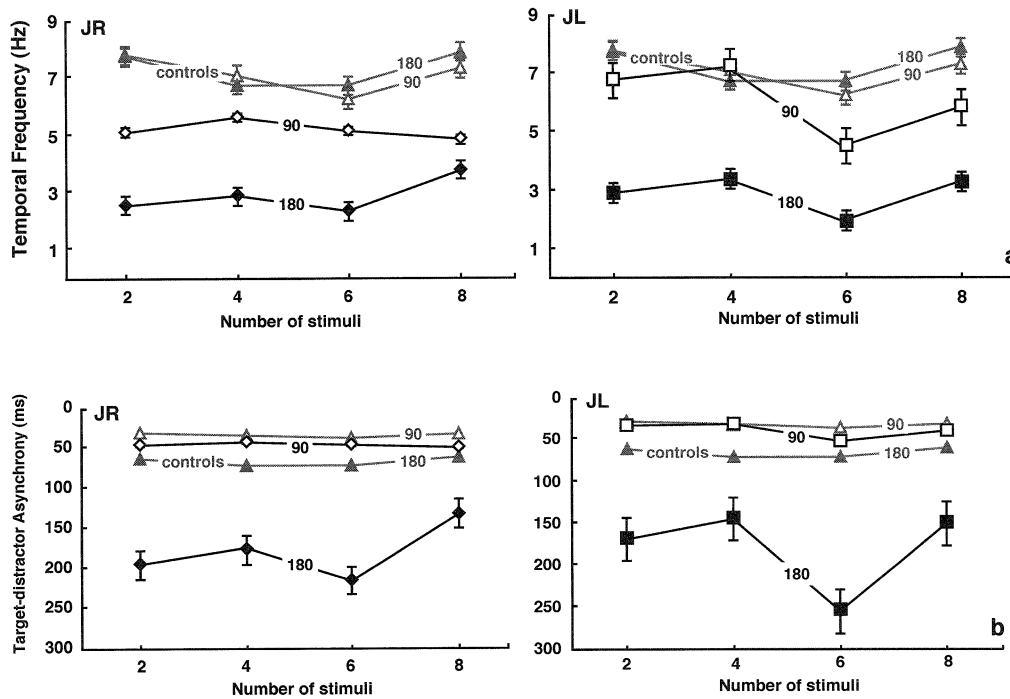 JR
Temporal Frequency (Hz)
9
7
5
3
1
controls
180
90
90
180
2 4 6 8
Number of stimuli
JL
9
7
5
3
1
controls
180
90
90
180
a
2 4 6 8
Number of stimuli
JR
Target-distractor Asynchrony (ms)
0
50
100
150
200
250
300
90
90
controls
180
180
2 4 6 8
Number of stimuli
JL
0
50
100
150
200
250
300
90
90
controls
180
180
b
2 4 6 8
Number of stimuli